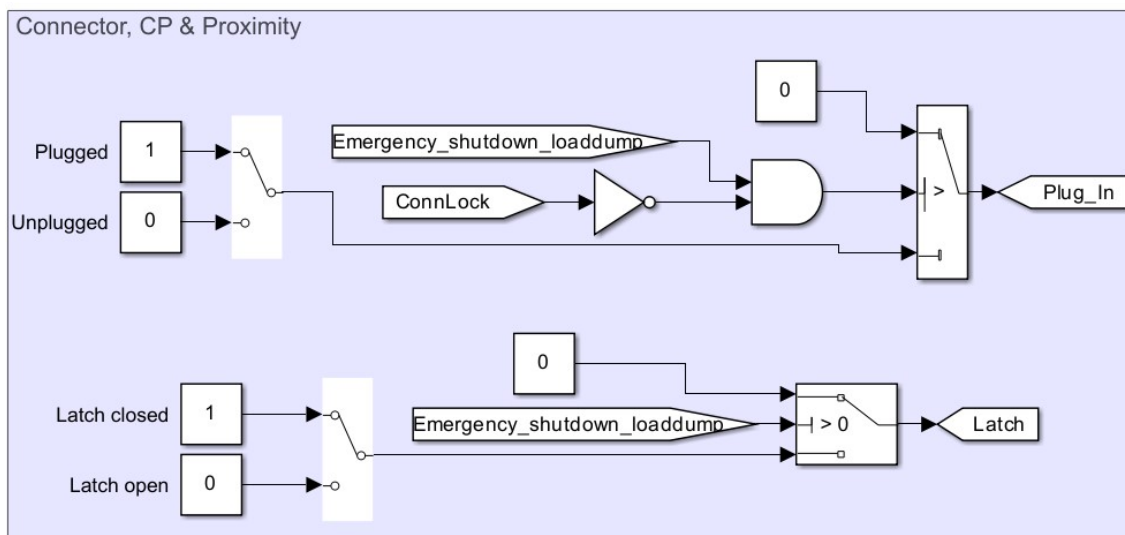 Connector, CP & Proximity
0
Emergency_shutdown_loaddump
Plugged
1
ConnLock
>
Plug_In
Unplugged
0
0
Latch closed
1
Emergency_shutdown_loaddump
> 0
Latch
Latch open
0